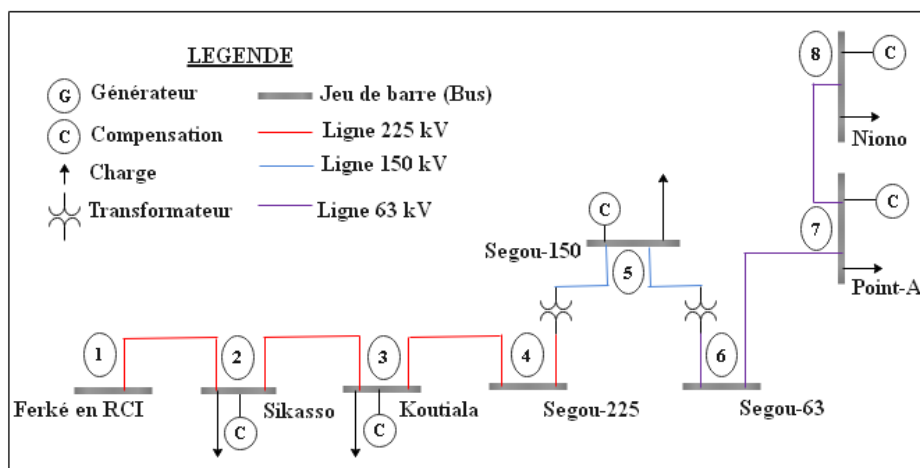 LEGENDE
G Générateur
C Compensation
Charge
Transformateur
Jeu de barre (Bus)
Ligne 225 kV
Ligne 150 kV
Ligne 63 kV
8
C
Niono
C
7
Point-A
C
Segou-150
5
1
2
3
4
6
Ferké en RCI
Sikasso
C
Koutiala
C
Segou-225
Segou-63